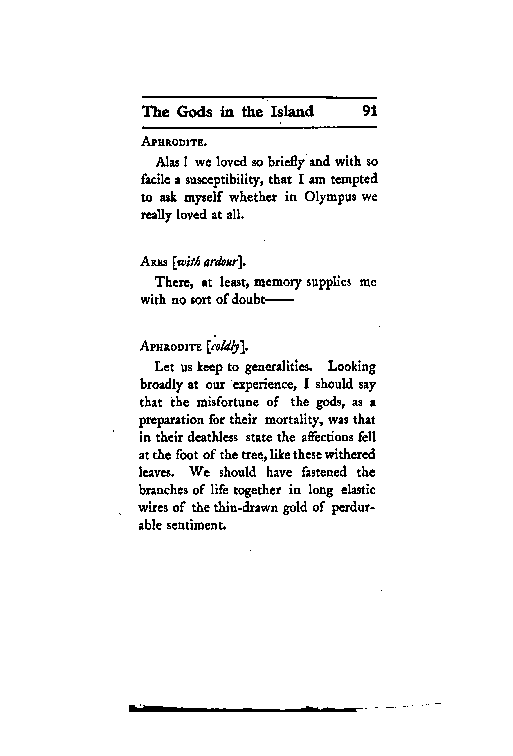 The Gods in the Island 91
APHRODITE.
Alas! we loved so briefly and with so
facile a susceptibility, that I am tempted
to ask myself whether in Olympus we
really loved at all.
ARES [with ardour].
There, at least, memory supplies me
with no sort of doubt——
APHRODITE [coldly].
Let us keep to generalities. Looking
broadly at our experience, I should say
that the misfortune of the gods, as a
preparation for their mortality, was that
in their deathless state the affections fell
at the foot of the tree, like these withered
leaves. We should have fastened the
branches of life together in long elastic
wires of the thin-drawn gold of perdur-
able sentiment.